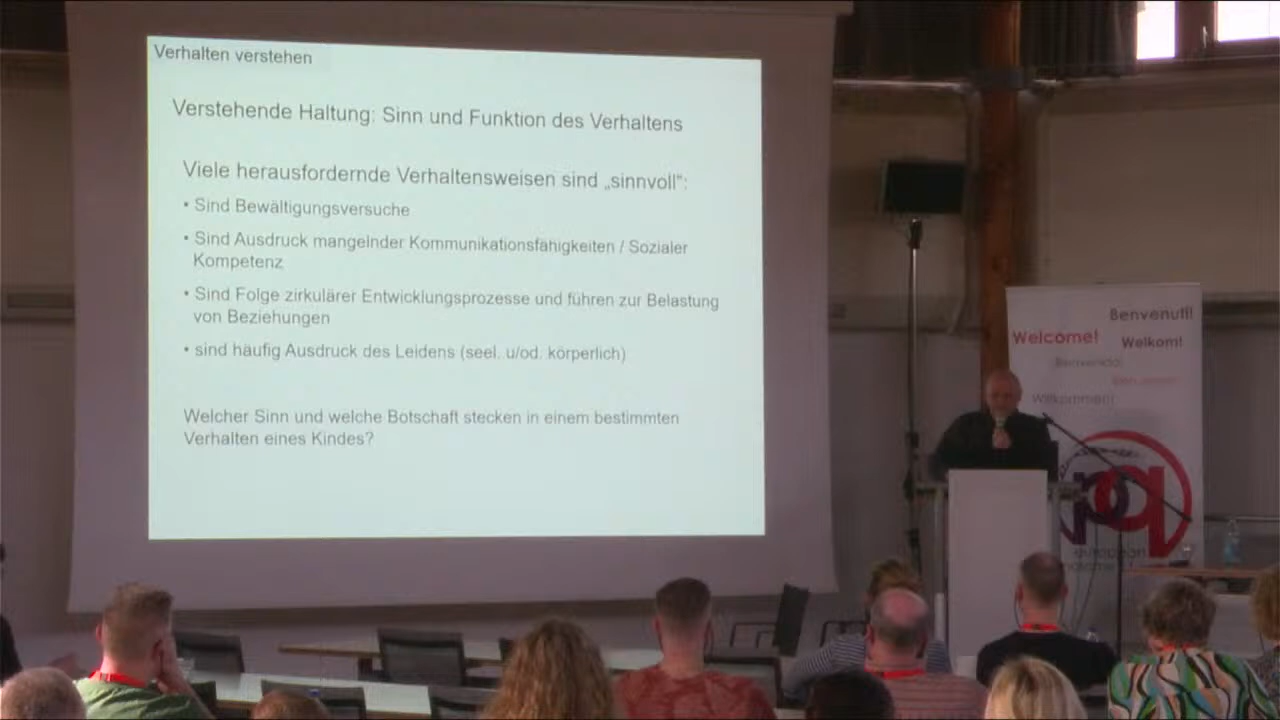 Verhalten verstehen
Verstehende Haltung: Sinn und Funktion des Verhaltens
Viele herausfordernde Verhaltensweisen sind „sinnvoll“:
• Sind Bewältigungsversuche
• Sind Ausdruck mangelnder Kommunikationsfähigkeiten / Sozialer
Kompetenz
• Sind Folge zirkulärer Entwicklungsprozesse und führen zur Belastung
von Beziehungen
• sind häufig Ausdruck des Leidens (seel. u/od. körperlich)
Welcher Sinn und welche Botschaft stecken in einem bestimmten
Verhalten eines Kindes?
Benvenuti!
Welcome!
Welkom!
Bienvenido!
Willkommen!
european